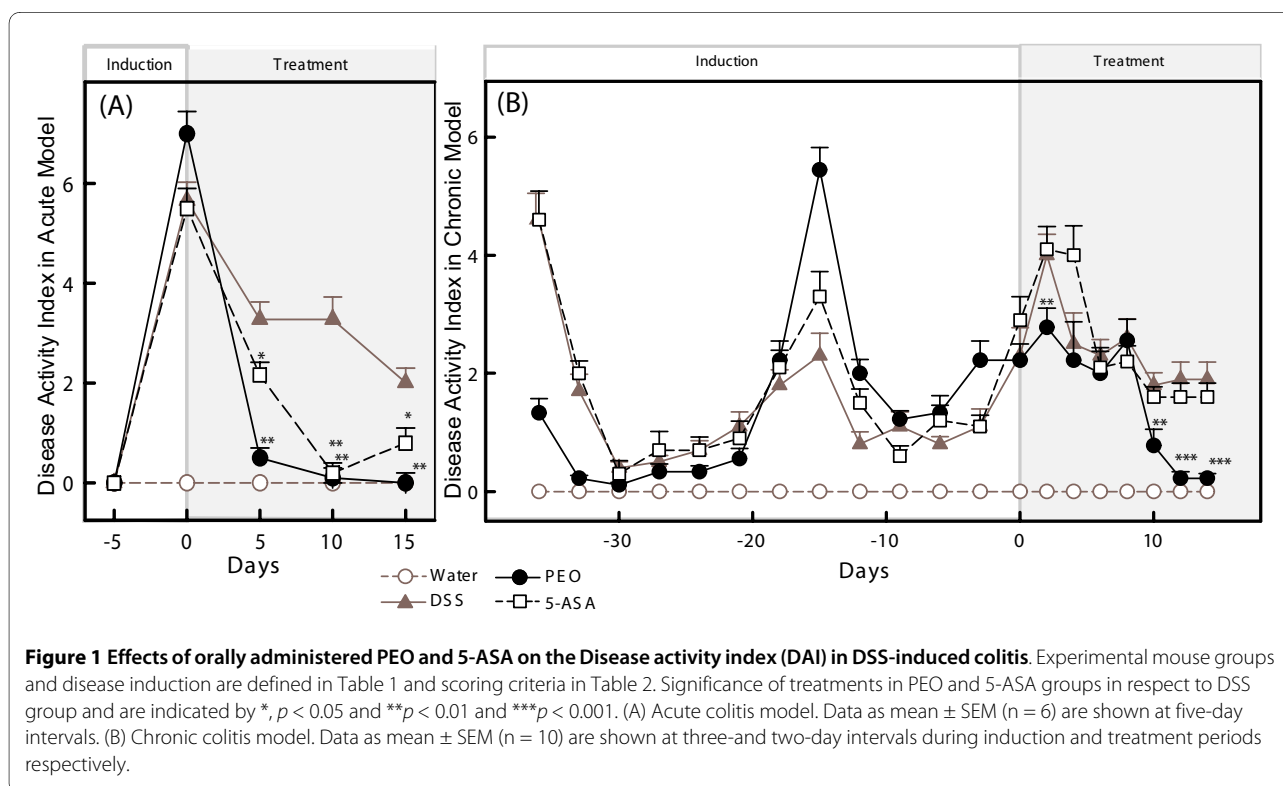 Induction
Treatment
Induction
Treatment
(A)
(B)
Disease Activity Index in Acute Model
6
4
2
0
*
**
**
**
*
**
-5
0
5
10
15
Days
Disease Activity Index in Chronic Model
6
4
2
0
**
**
***
***
-30
-20
-10
0
10
Days
Water
PEO
DSS
5-ASA
Figure 1 Effects of orally administered PEO and 5-ASA on the Disease activity index (DAI) in DSS-induced colitis. Experimental mouse groups
and disease induction are defined in Table 1 and scoring criteria in Table 2. Significance of treatments in PEO and 5-ASA groups in respect to DSS
group and are indicated by *, p < 0.05 and **p < 0.01 and ***p < 0.001. (A) Acute colitis model. Data as mean ± SEM (n = 6) are shown at five-day
intervals. (B) Chronic colitis model. Data as mean ± SEM (n = 10) are shown at three-and two-day intervals during induction and treatment periods
respectively.